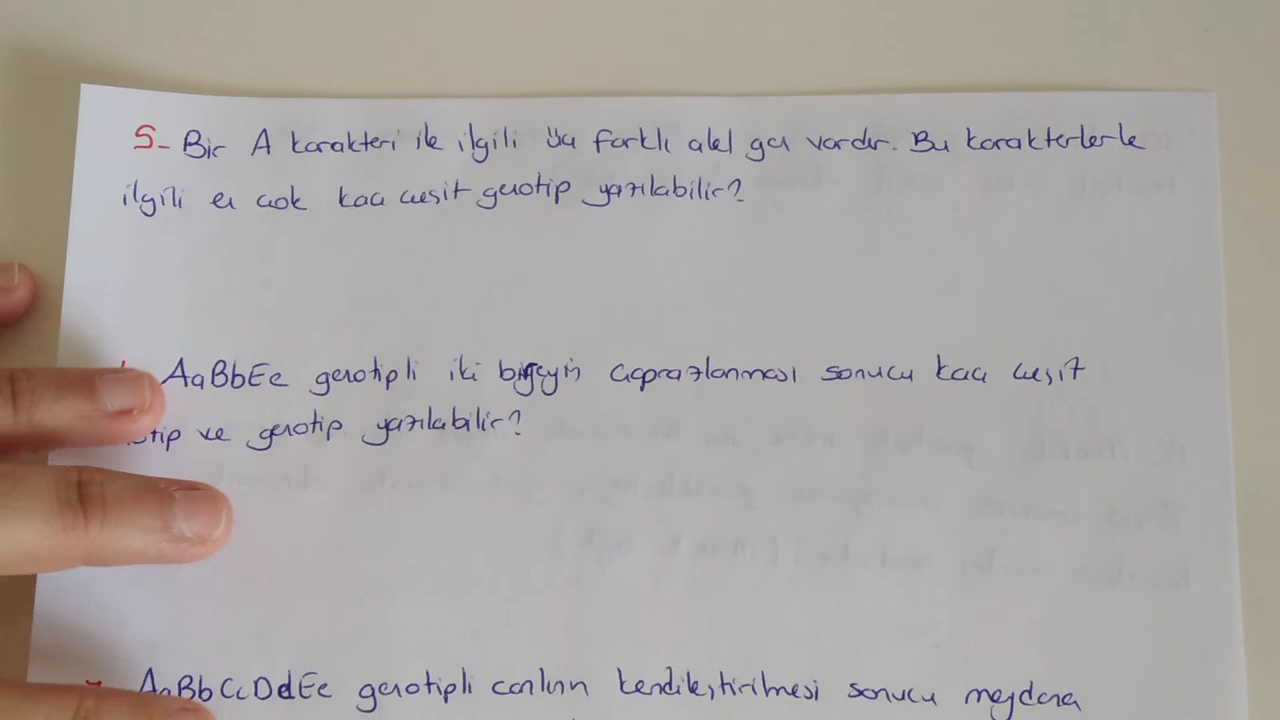 5- Bir A karakteri ile ilgili üç farklı alel gen vardır. Bu karakterlerle
ilgili en çok kaç çeşit genotip yazılabilir?
AaBbEe genotipli iki bireyin çaprazlanması sonucu kaç çeşit
otip ve genotip yazılabilir?
AaBbCcDdEe genotipli canlının kendileştirilmesi sonucu meydana